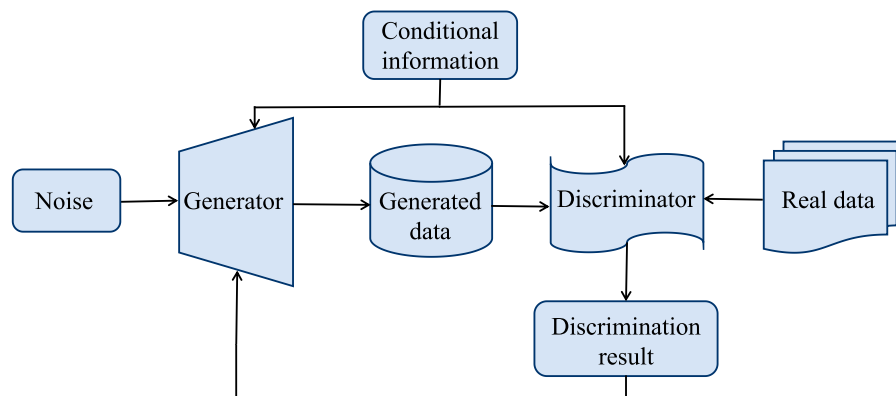 Conditional
information
Noise
Generator
Generated
data
Discriminator
Real data
Discrimination
result